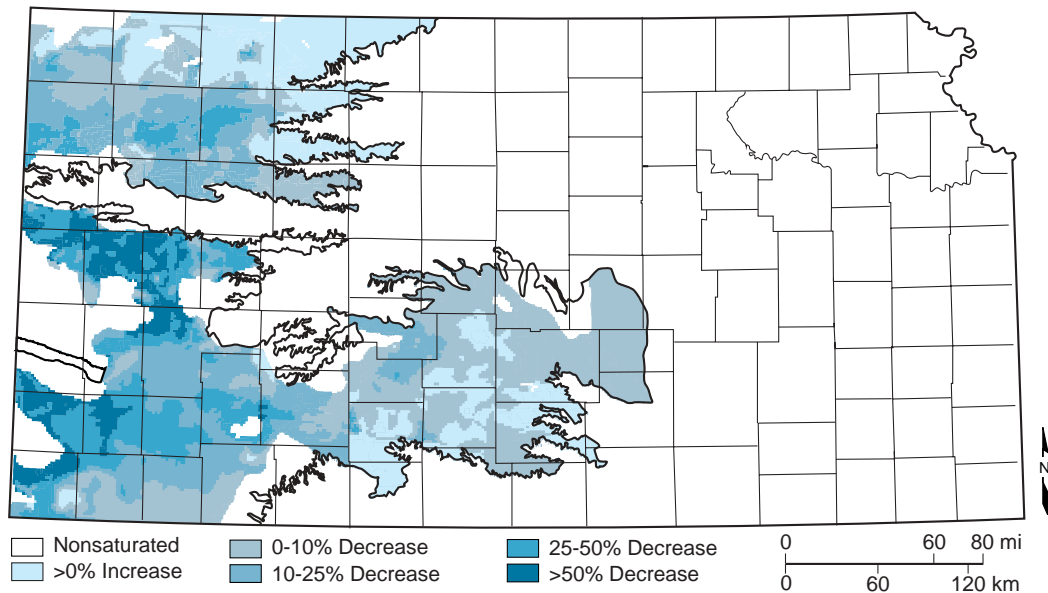 N
Nonsaturated
>0% Increase
0-10% Decrease
10-25% Decrease
25-50% Decrease
>50% Decrease
0 60 80 mi
0 60 120 km